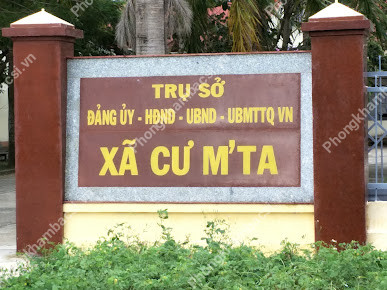 TRỤ SỞ
ĐẢNG ỦY - HĐND - UBND - UBMTTQ VN
XÃ CƯ M'TA